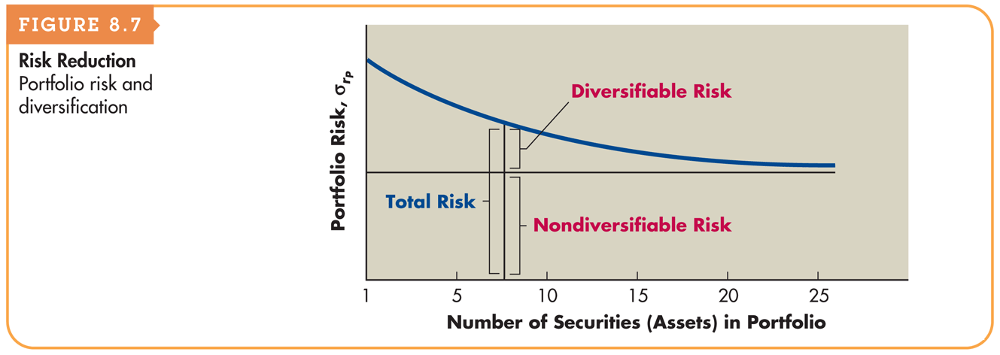 FIGURE 8.7
Risk Reduction
Portfolio risk and
diversification
Portfolio Risk, σrP
Diversifiable Risk
Total Risk
Nondiversifiable Risk
1 5 10 15 20 25
Number of Securities (Assets) in Portfolio